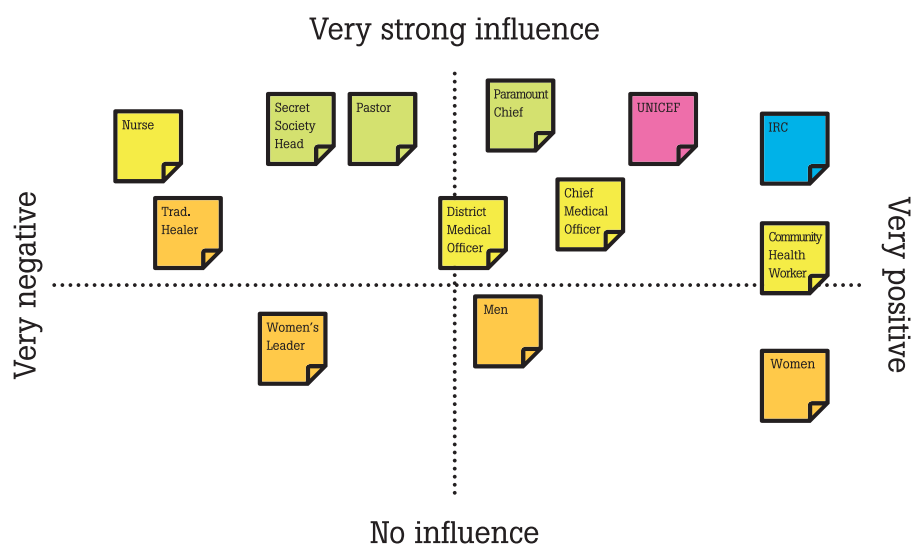 Very strong influence
Nurse
Secret
Society
Head
Pastor
Paramount
Chief
UNICEF
IRC
Trad.
Healer
District
Medical
Officer
Chief
Medical
Officer
Community
Health
Worker
Very negative
Very positive
Women's
Leader
Men
Women
No influence